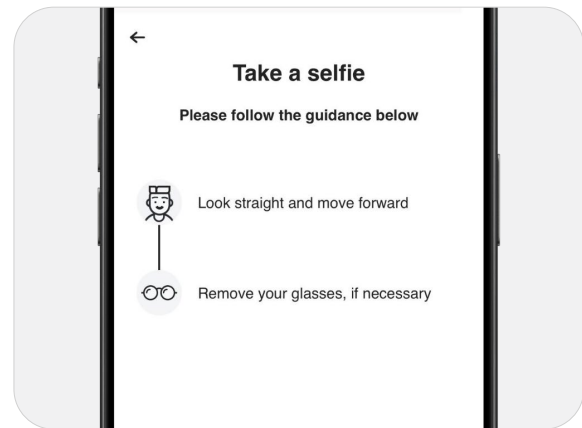 Take a selfie
Please follow the guidance below
Look straight and move forward
Remove your glasses, if necessary